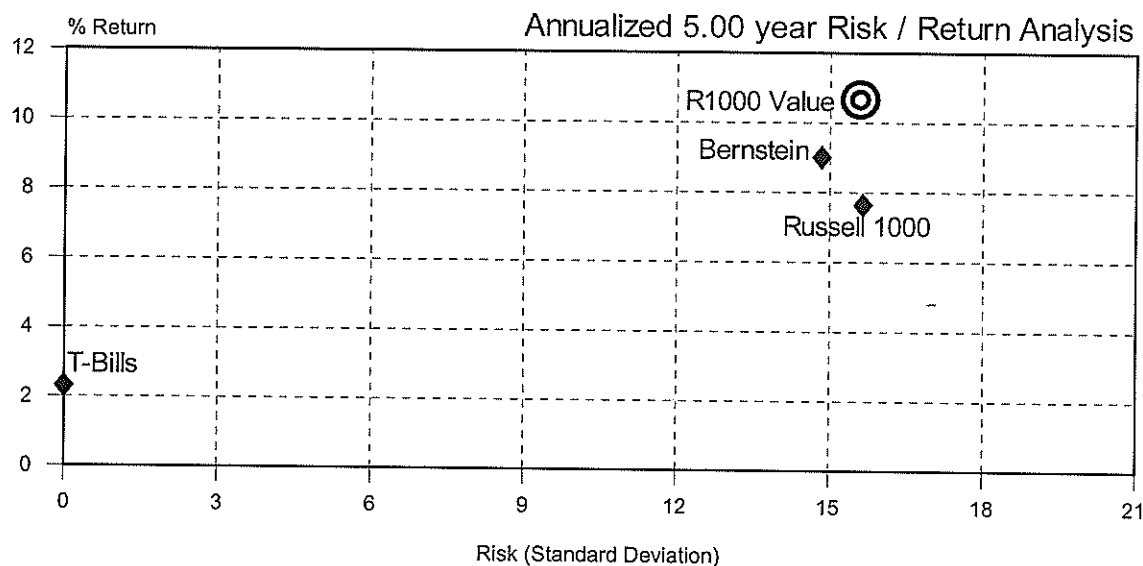 % Return
Annualized 5.00 year Risk / Return Analysis
12
10
8
6
4
2
0
R1000 Value
Bernstein
Russell 1000
T-Bills
0 3 6 9 12 15 18 21
Risk (Standard Deviation)